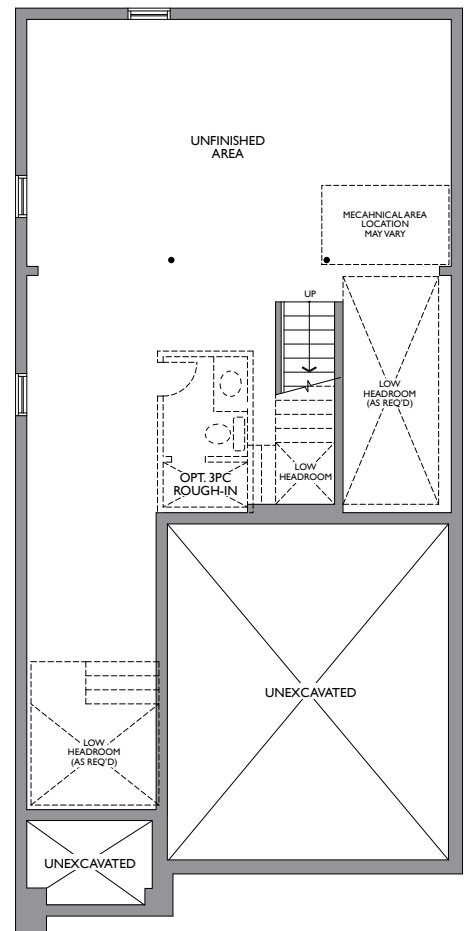 UNFINISHED
AREA
MECAHNICAL AREA
LOCATION
MAY VARY
UP
LOW
HEADROOM
(AS REQ'D)
LOW
HEADROOM
OPT. 3PC
ROUGH-IN
UNEXCAVATED
LOW
HEADROOM
(AS REQ'D)
UNEXCAVATED